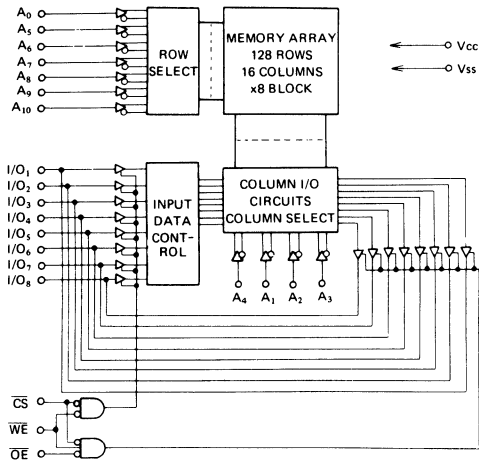 A0
A5
A6
A7
A8
A9
A10
ROW
SELECT
MEMORY ARRAY
128 ROWS
16 COLUMNS
x8 BLOCK
Vcc
Vss
I/O1
I/O2
I/O3
I/O4
I/O5
I/O6
I/O7
I/O8
INPUT
DATA
CONT-
ROL
COLUMN I/O
CIRCUITS
COLUMN SELECT
A4 A1 A2 A3
CS
WE
OE